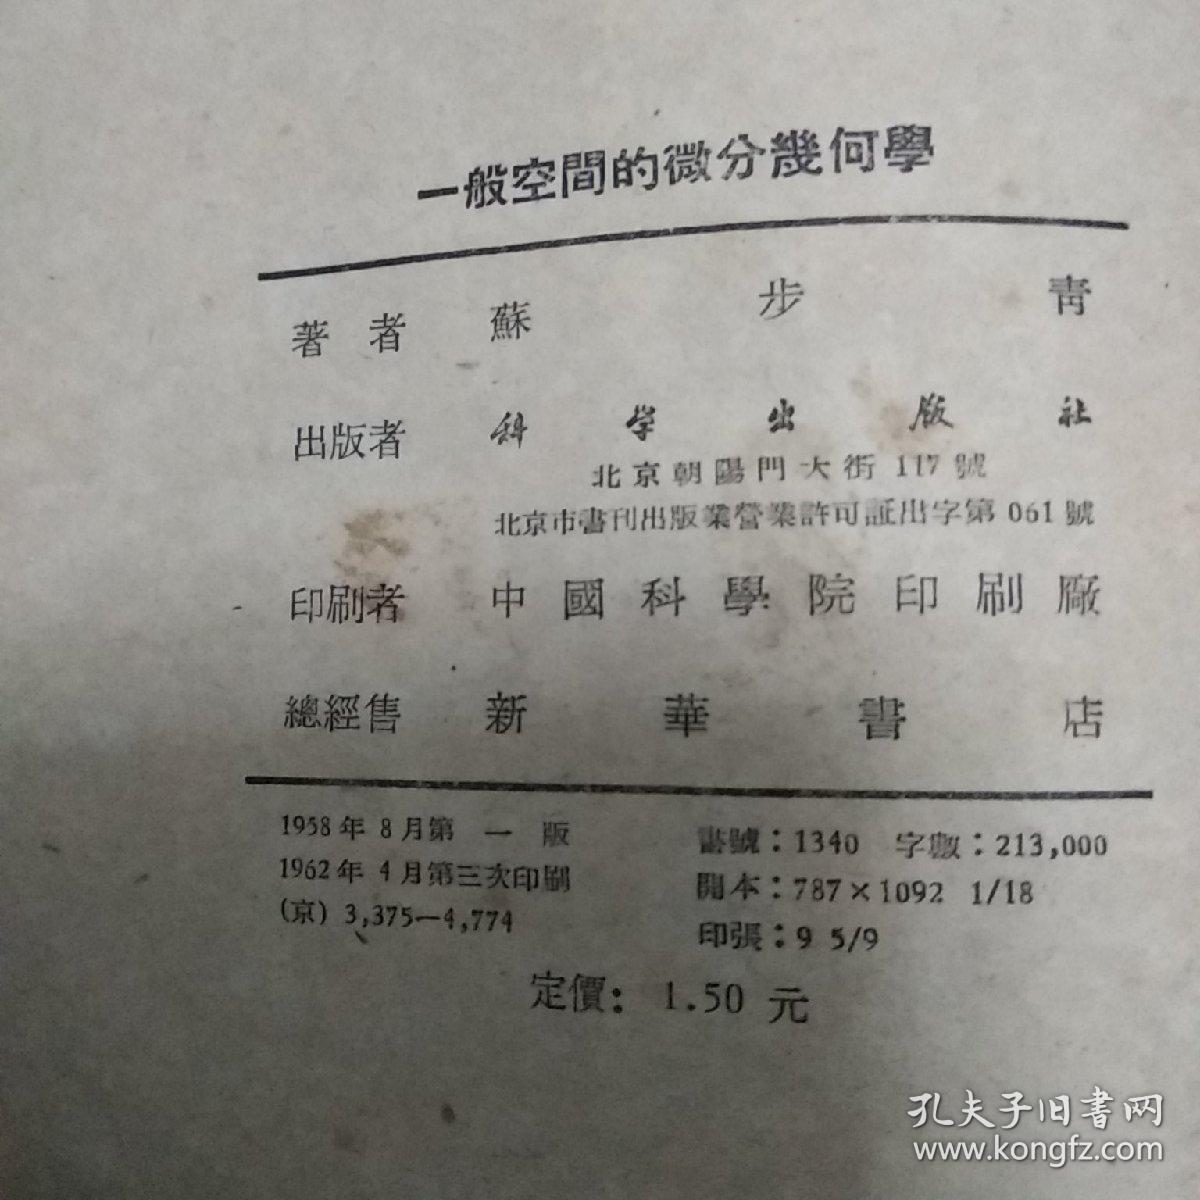 一般空間的微分幾何學
著 者 蘇 步 靑
出版者 科 学 出 版 社
北京朝陽門大街 117 號
北京市書刊出版業營業許可証出字第 061 號
印刷者 中國科學院印刷廠
總經售 新 華 書 店
1958 年 8 月第 一 版
1962 年 4 月第三次印刷
(京) 3,375—4,774
書號：1340 字數：213,000
開本：787×1092 1/18
印張：9 5/9
定價： 1.50 元
孔夫子旧书网
www.kongfz.com